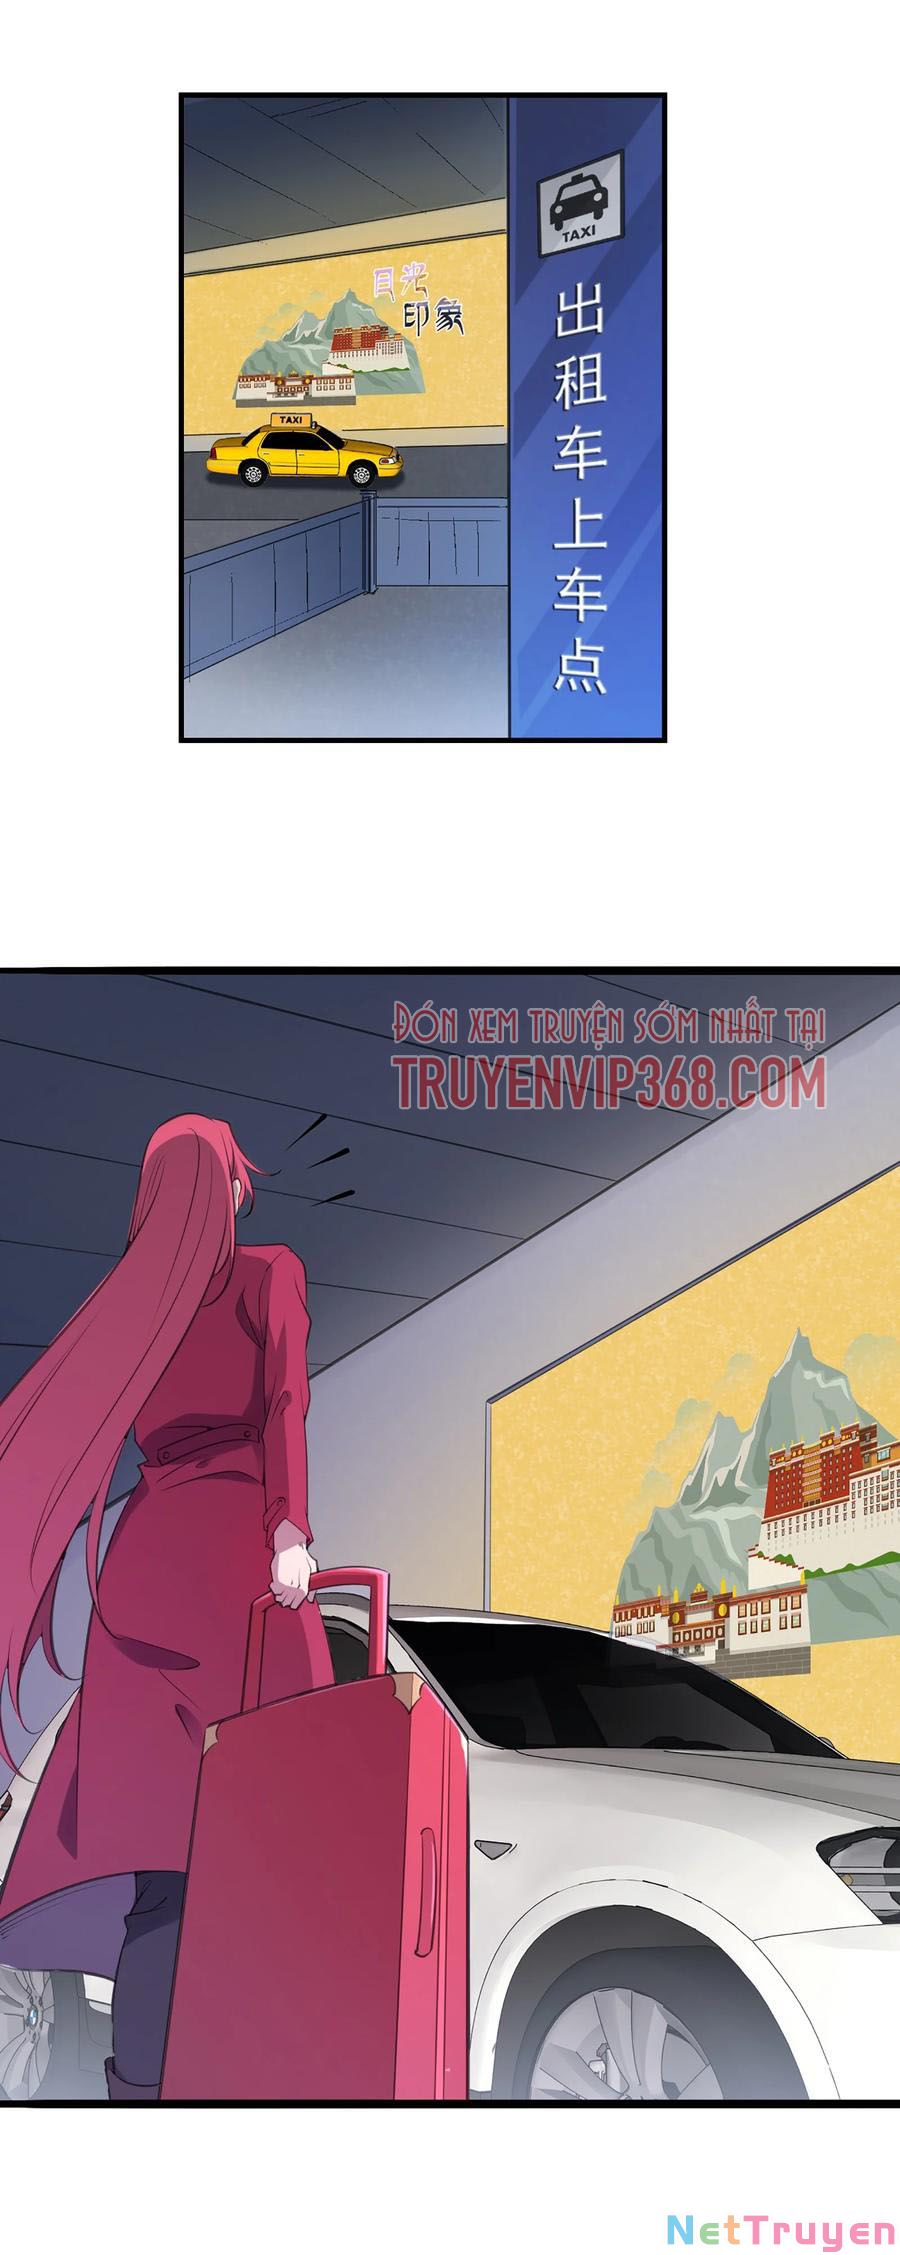 TAXI
目光
印象
TAXI
出租车上车点
ĐÓN XEM TRUYỆN SỚM NHẤT TẠI
TRUYENVIP368.COM
NetTruyen